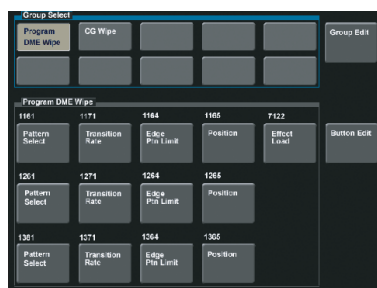 Group Select
Program CG Wipe Group Edit
DME Wipe
Program DME Wipe
1161 1171 1164 1165 7122
Pattern Select Transition Rate Edge Ptn Limit Position Effect Load Button Edit
1261 1271 1264 1265
Pattern Select Transition Rate Edge Ptn Limit Position
1361 1371 1364 1365
Pattern Select Transition Rate Edge Ptn Limit Position